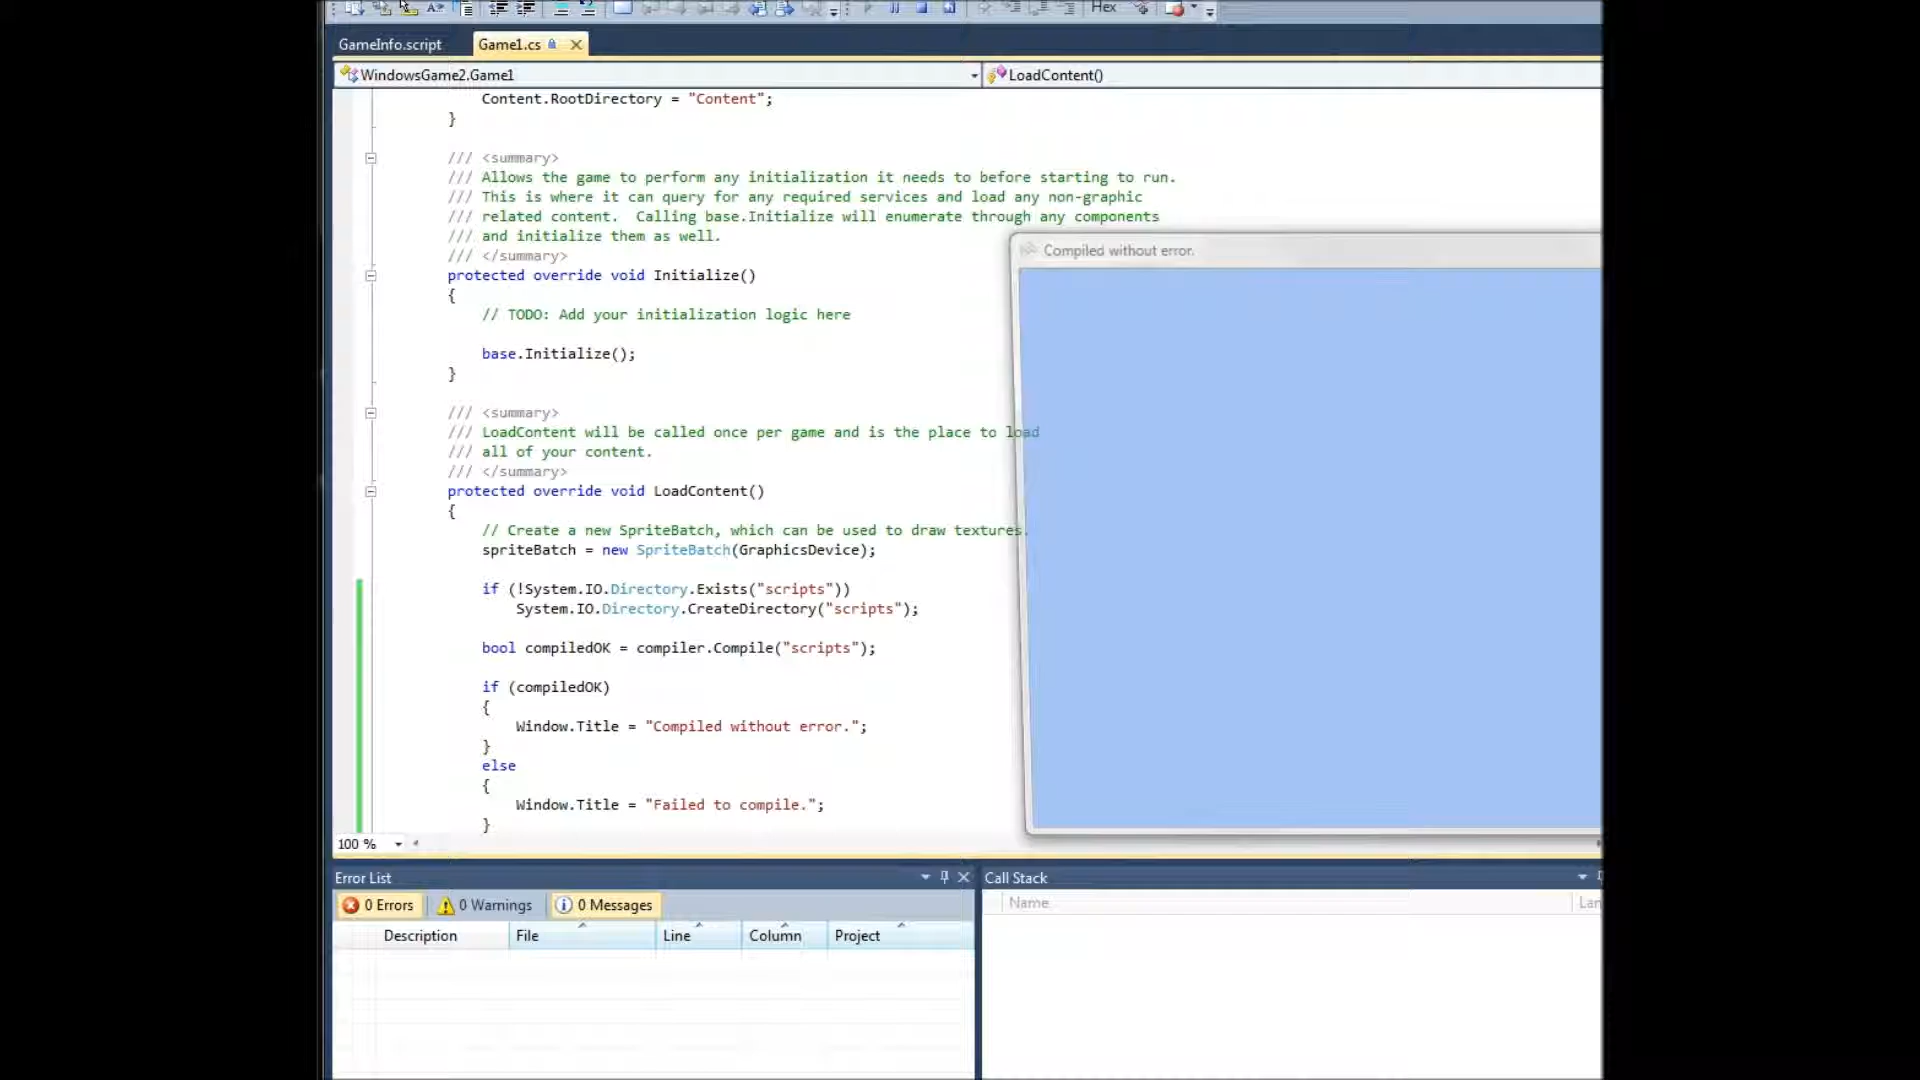 Hex
GameInfo.script
Game1.cs
WindowsGame2.Game1
LoadContent()
Content.RootDirectory = "Content";
}
/// <summary>
/// Allows the game to perform any initialization it needs to before starting to run.
/// This is where it can query for any required services and load any non-graphic
/// related content.  Calling base.Initialize will enumerate through any components
/// and initialize them as well.
/// </summary>
protected override void Initialize()
{
// TODO: Add your initialization logic here
base.Initialize();
}
/// <summary>
/// LoadContent will be called once per game and is the place to load
/// all of your content.
/// </summary>
protected override void LoadContent()
{
// Create a new SpriteBatch, which can be used to draw textures.
spriteBatch = new SpriteBatch(GraphicsDevice);
if (!System.IO.Directory.Exists("scripts"))
System.IO.Directory.CreateDirectory("scripts");
bool compiledOK = compiler.Compile("scripts");
if (compiledOK)
{
Window.Title = "Compiled without error.";
}
else
{
Window.Title = "Failed to compile.";
}
Compiled without error.
100 %
Error List
0 Errors
0 Warnings
0 Messages
Description
File
Line
Column
Project
Call Stack
Name
Lan